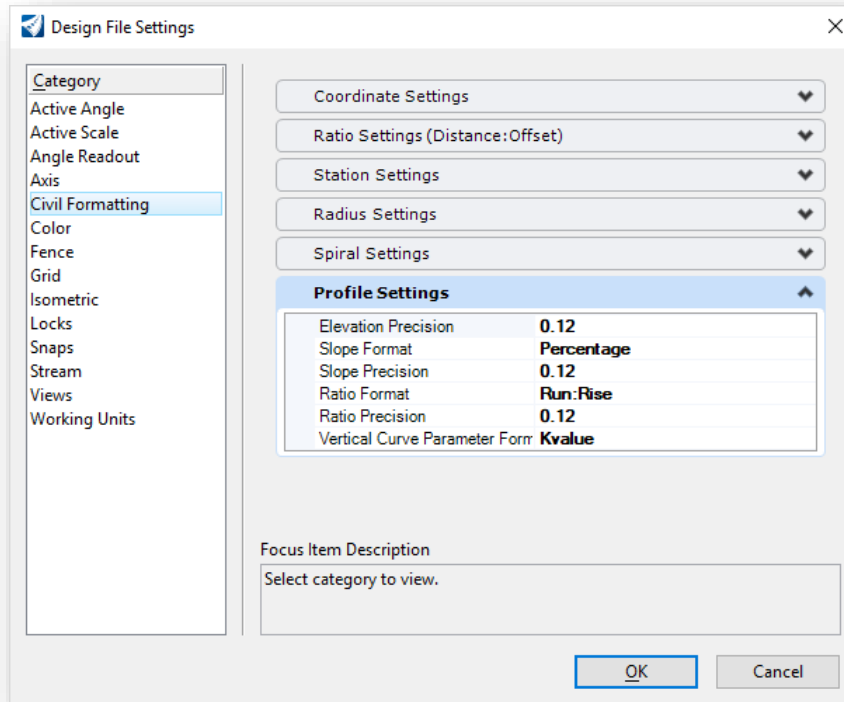 Design File Settings
Category
Active Angle
Active Scale
Angle Readout
Axis
Civil Formatting
Color
Fence
Grid
Isometric
Locks
Snaps
Stream
Views
Working Units
Coordinate Settings
Ratio Settings (Distance:Offset)
Station Settings
Radius Settings
Spiral Settings
Profile Settings
Elevation Precision 0.12
Slope Format Percentage
Slope Precision 0.12
Ratio Format Run:Rise
Ratio Precision 0.12
Vertical Curve Parameter Form Kvalue
Focus Item Description
Select category to view.
OK Cancel